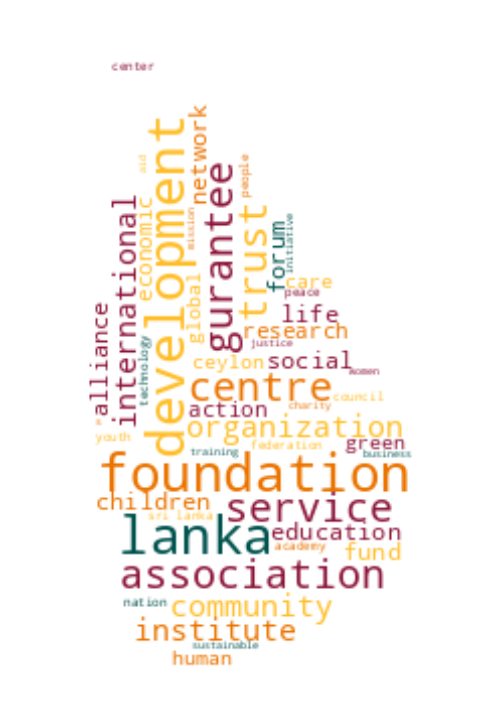 center
network
development
aid
people
gurantee
economic
international
trust
mission
forum
initiative
care
peace
global
life
alliance
research
technology
justice
ceylon
social
women
centre
council
action
charity
organization
youth
green
federation
training
business
foundation
children
service
sri lanka
lanka
education
academy
fund
association
nation
community
institute
sustainable
human